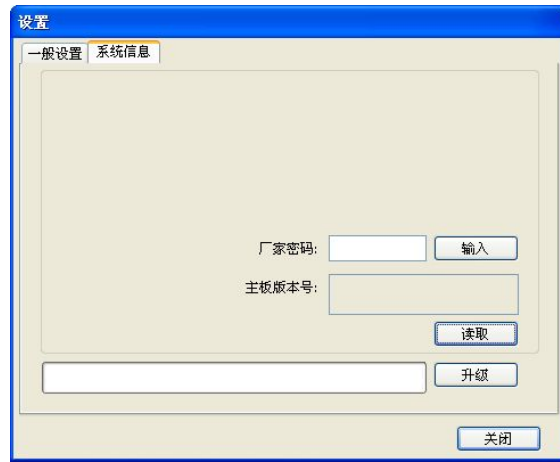 设置
一般设置 系统信息
厂家密码: 输入
主板版本号:
读取
升级
关闭